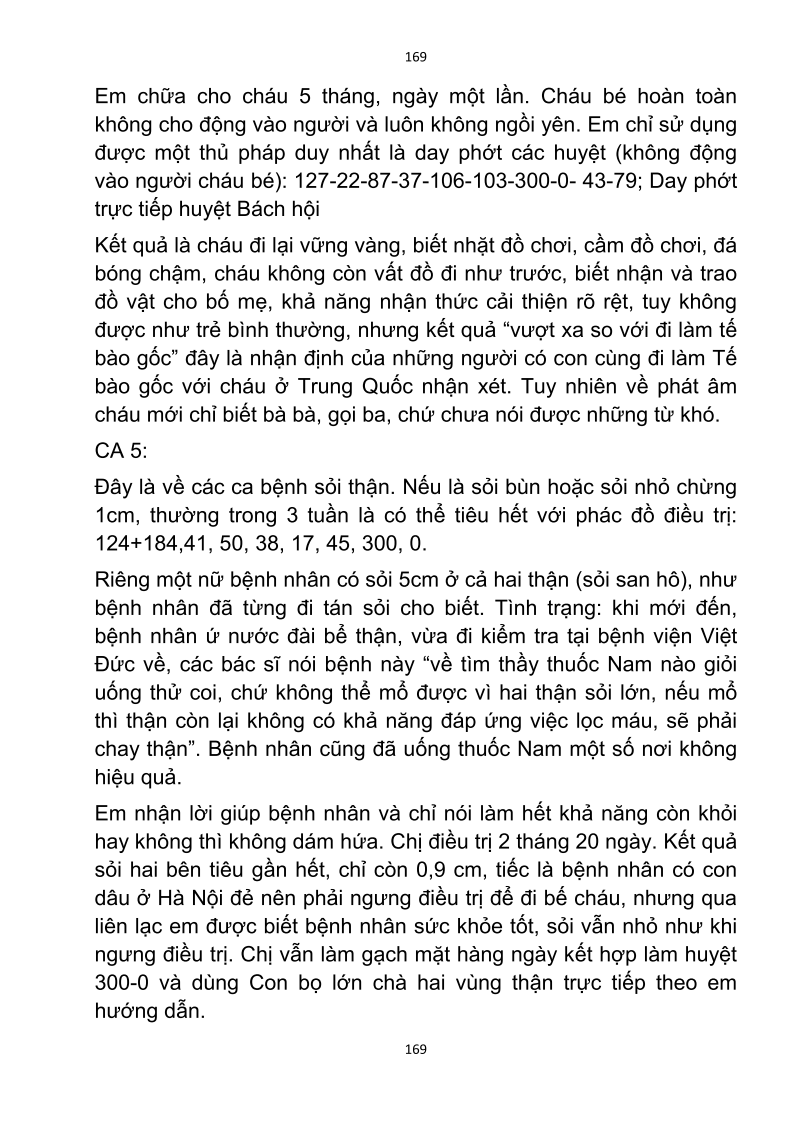 169
Em chữa cho cháu 5 tháng, ngày một lần. Cháu bé hoàn toàn
không cho động vào người và luôn không ngồi yên. Em chỉ sử dụng
được một thủ pháp duy nhất là day phớt các huyệt (không động
vào người cháu bé): 127-22-87-37-106-103-300-0- 43-79; Day phớt
trực tiếp huyệt Bách hội
Kết quả là cháu đi lại vững vàng, biết nhặt đồ chơi, cầm đồ chơi, đá
bóng chậm, cháu không còn vất đồ đi như trước, biết nhận và trao
đồ vật cho bố mẹ, khả năng nhận thức cải thiện rõ rệt, tuy không
được như trẻ bình thường, nhưng kết quả “vượt xa so với đi làm tế
bào gốc” đây là nhận định của những người có con cùng đi làm Tế
bào gốc với cháu ở Trung Quốc nhận xét. Tuy nhiên về phát âm
cháu mới chỉ biết bà bà, gọi ba, chứ chưa nói được những từ khó.
CA 5:
Đây là về các ca bệnh sỏi thận. Nếu là sỏi bùn hoặc sỏi nhỏ chừng
1cm, thường trong 3 tuần là có thể tiêu hết với phác đồ điều trị:
124+184,41, 50, 38, 17, 45, 300, 0.
Riêng một nữ bệnh nhân có sỏi 5cm ở cả hai thận (sỏi san hô), như
bệnh nhân đã từng đi tán sỏi cho biết. Tình trạng: khi mới đến,
bệnh nhân ứ nước đài bể thận, vừa đi kiểm tra tại bệnh viện Việt
Đức về, các bác sĩ nói bệnh này “về tìm thầy thuốc Nam nào giỏi
uống thử coi, chứ không thể mổ được vì hai thận sỏi lớn, nếu mổ
thì thận còn lại không có khả năng đáp ứng việc lọc máu, sẽ phải
chay thận”. Bệnh nhân cũng đã uống thuốc Nam một số nơi không
hiệu quả.
Em nhận lời giúp bệnh nhân và chỉ nói làm hết khả năng còn khỏi
hay không thì không dám hứa. Chị điều trị 2 tháng 20 ngày. Kết quả
sỏi hai bên tiêu gần hết, chỉ còn 0,9 cm, tiếc là bệnh nhân có con
dâu ở Hà Nội đẻ nên phải ngưng điều trị để đi bế cháu, nhưng qua
liên lạc em được biết bệnh nhân sức khỏe tốt, sỏi vẫn nhỏ như khi
ngưng điều trị. Chị vẫn làm gạch mặt hàng ngày kết hợp làm huyệt
300-0 và dùng Con bọ lớn chà hai vùng thận trực tiếp theo em
hướng dẫn.
169